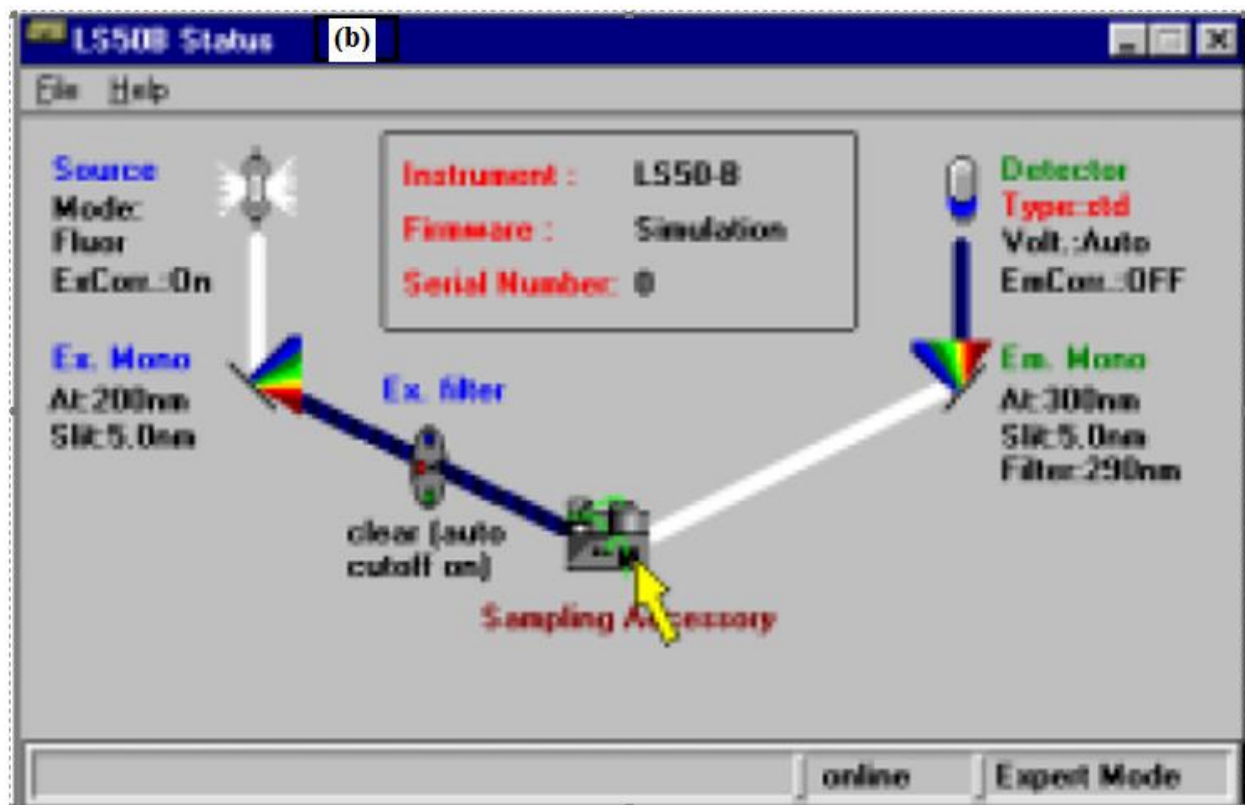 LS50B Status
(b)
File Help
Source
Mode:
Fluor
ExCorr.:On
Instrument : LS50-B
Firmware : Simulation
Serial Number: 0
Detector
Type:std
Volt.:Auto
EmCorr.:OFF
Ex. Mono
At:200nm
Slit:5.0nm
Ex. filter
clear (auto
cutoff on)
Em. Mono
At:300nm
Slit:5.0nm
Filter:290nm
Sampling Accessory
online
Expert Mode